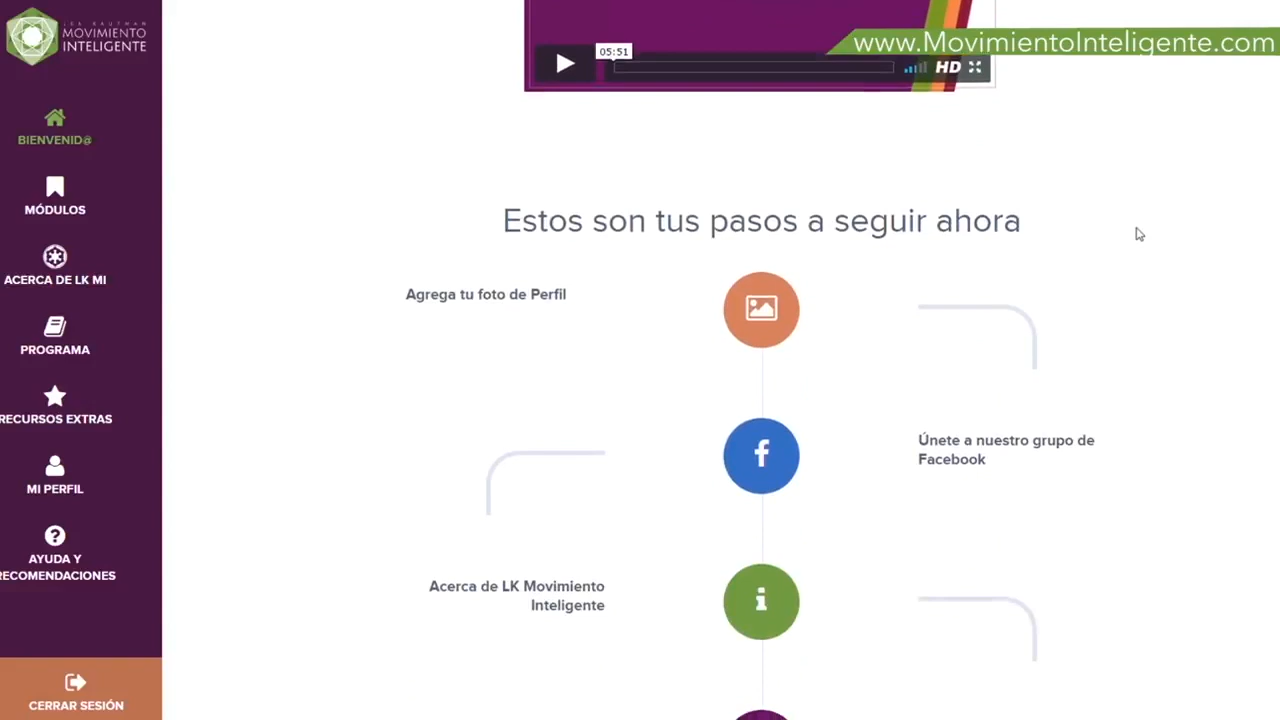 LEA KAUFMAN
MOVIMIENTO
INTELIGENTE
05:51
HD
www.MovimientoInteligente.com
BIENVENID@
MÓDULOS
ACERCA DE LK MI
PROGRAMA
RECURSOS EXTRAS
MI PERFIL
AYUDA Y
RECOMENDACIONES
CERRAR SESIÓN
Estos son tus pasos a seguir ahora
Agrega tu foto de Perfil
Únete a nuestro grupo de
Facebook
Acerca de LK Movimiento
Inteligente